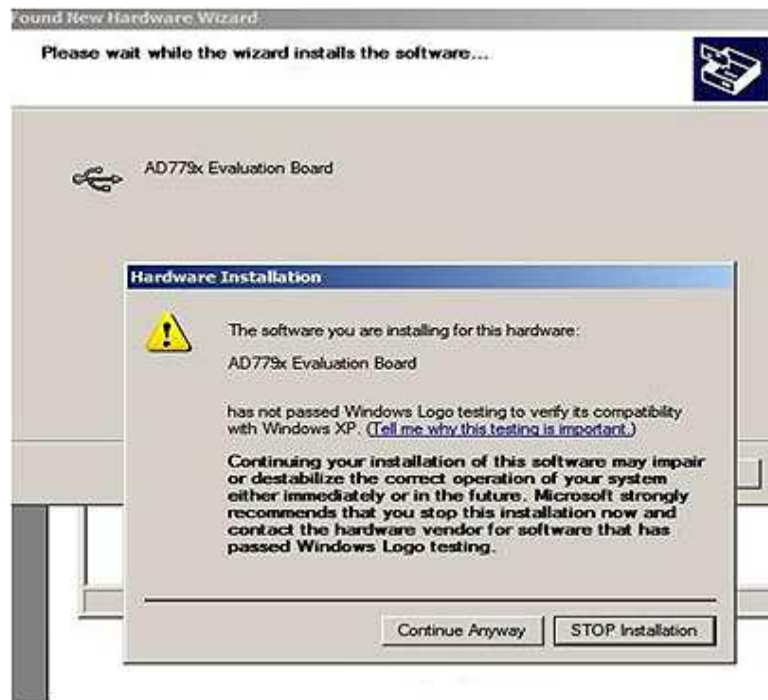 Found New Hardware Wizard
Please wait while the wizard installs the software...
AD779x Evaluation Board
Hardware Installation
The software you are installing for this hardware:
AD779x Evaluation Board
has not passed Windows Logo testing to verify its compatibility
with Windows XP. (Tell me why this testing is important.)
Continuing your installation of this software may impair
or destabilize the correct operation of your system
either immediately or in the future. Microsoft strongly
recommends that you stop this installation now and
contact the hardware vendor for software that has
passed Windows Logo testing.
Continue Anyway
STOP Installation